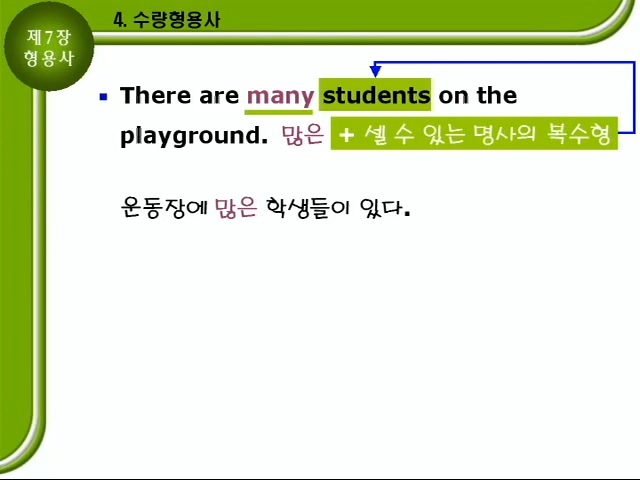 제7장
형용사
4. 수량형용사
There are many students on the
playground. 많은 + 셀 수 있는 명사의 복수형
운동장에 많은 학생들이 있다.